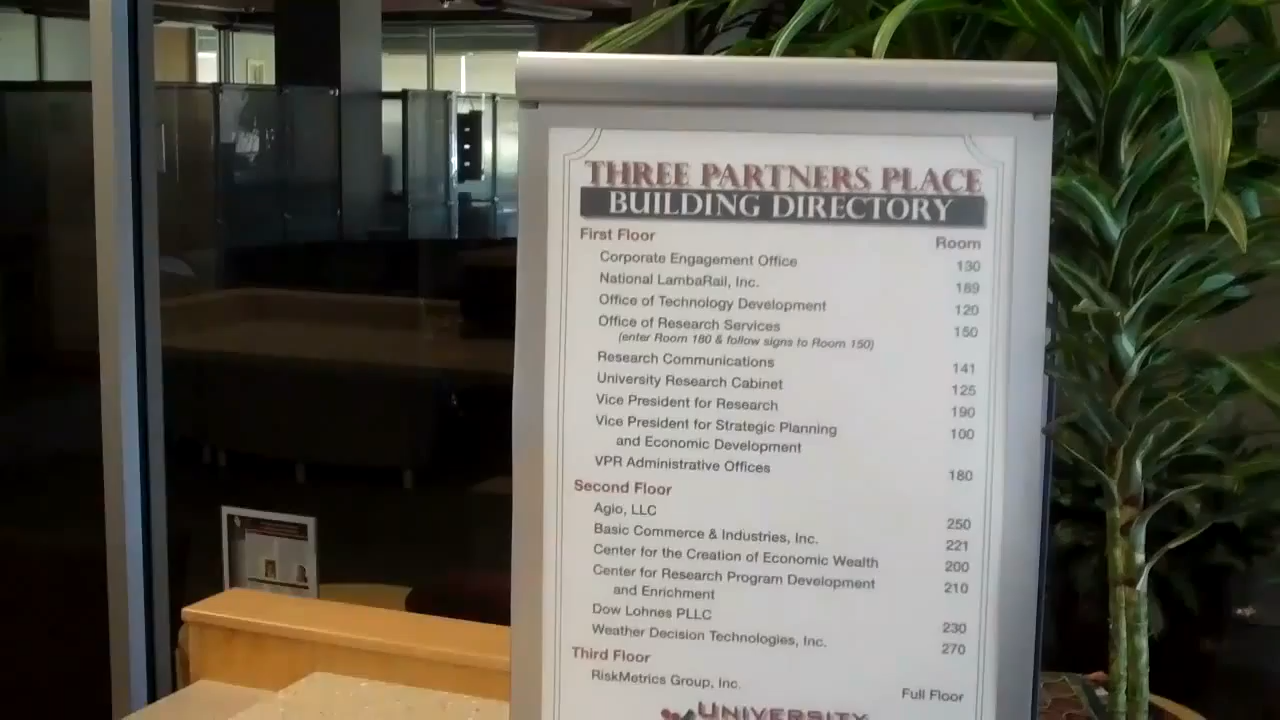 THREE PARTNERS PLACE
BUILDING DIRECTORY
First Floor Room
Corporate Engagement Office 130
National LambaRail, Inc. 189
Office of Technology Development 120
Office of Research Services 150
(enter Room 180 & follow signs to Room 150)
Research Communications 141
University Research Cabinet 125
Vice President for Research 190
Vice President for Strategic Planning 100
and Economic Development
VPR Administrative Offices 180
Second Floor
Agio, LLC 250
Basic Commerce & Industries, Inc. 221
Center for the Creation of Economic Wealth 200
Center for Research Program Development 210
and Enrichment
Dow Lohnes PLLC 230
Weather Decision Technologies, Inc. 270
Third Floor
RiskMetrics Group, Inc. Full Floor
UNIVERSITY